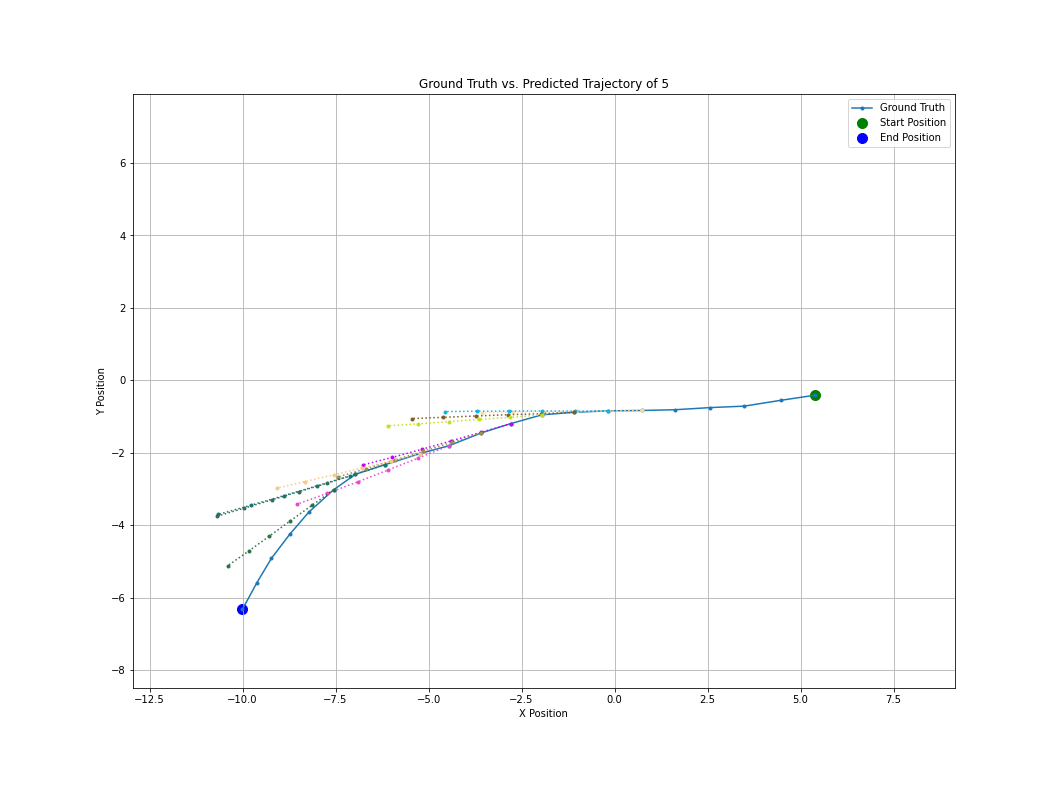 Ground Truth vs. Predicted Trajectory of 5
Ground Truth
Start Position
End Position
6
4
2
0
−2
−4
−6
−8
Y Position
−12.5 −10.0 −7.5 −5.0 −2.5 0.0 2.5 5.0 7.5
X Position